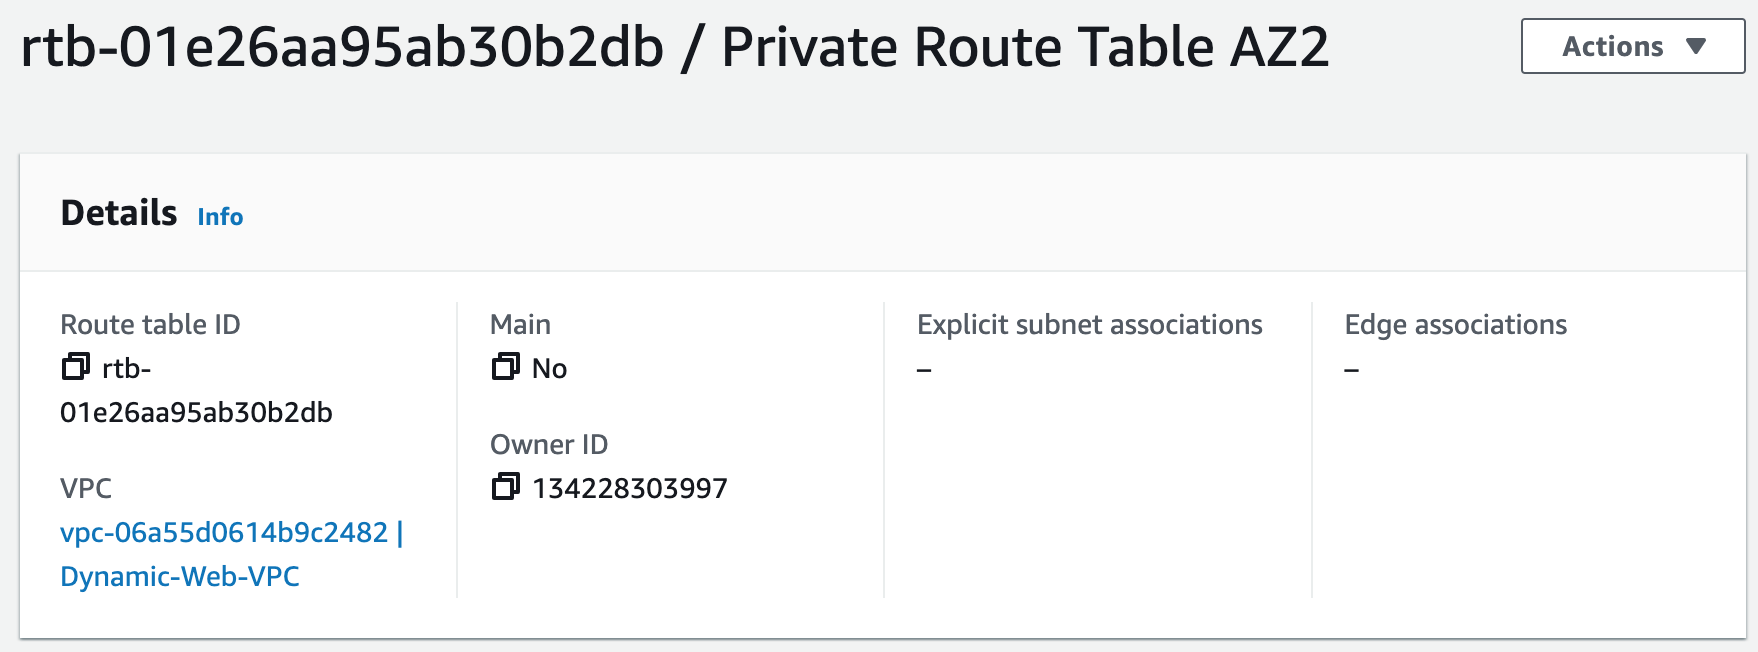 rtb-01e26aa95ab30b2db / Private Route Table AZ2
Actions
Details Info
Route table ID
rtb-
01e26aa95ab30b2db
VPC
vpc-06a55d0614b9c2482 |
Dynamic-Web-VPC
Main
No
Owner ID
134228303997
Explicit subnet associations
–
Edge associations
–